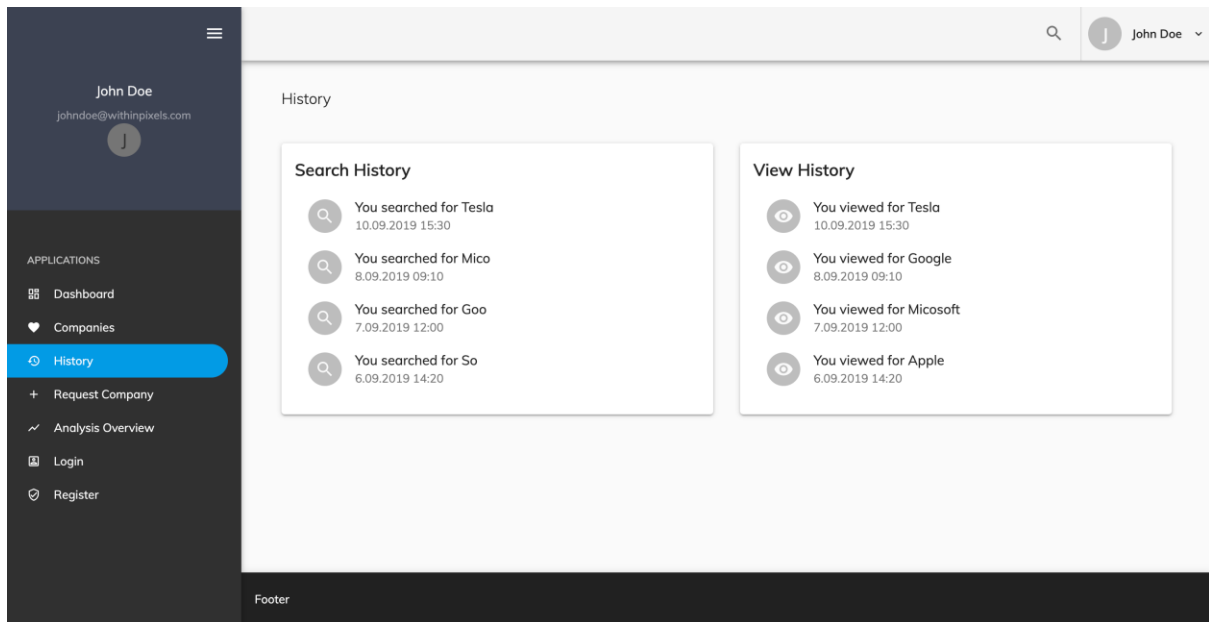 John Doe
johndoe@withinpixels.com
J
APPLICATIONS
Dashboard
Companies
History
Request Company
Analysis Overview
Login
Register
J
John Doe
History
Search History
You searched for Tesla
10.09.2019 15:30
You searched for Mico
8.09.2019 09:10
You searched for Goo
7.09.2019 12:00
You searched for So
6.09.2019 14:20
View History
You viewed for Tesla
10.09.2019 15:30
You viewed for Google
8.09.2019 09:10
You viewed for Micosoft
7.09.2019 12:00
You viewed for Apple
6.09.2019 14:20
Footer